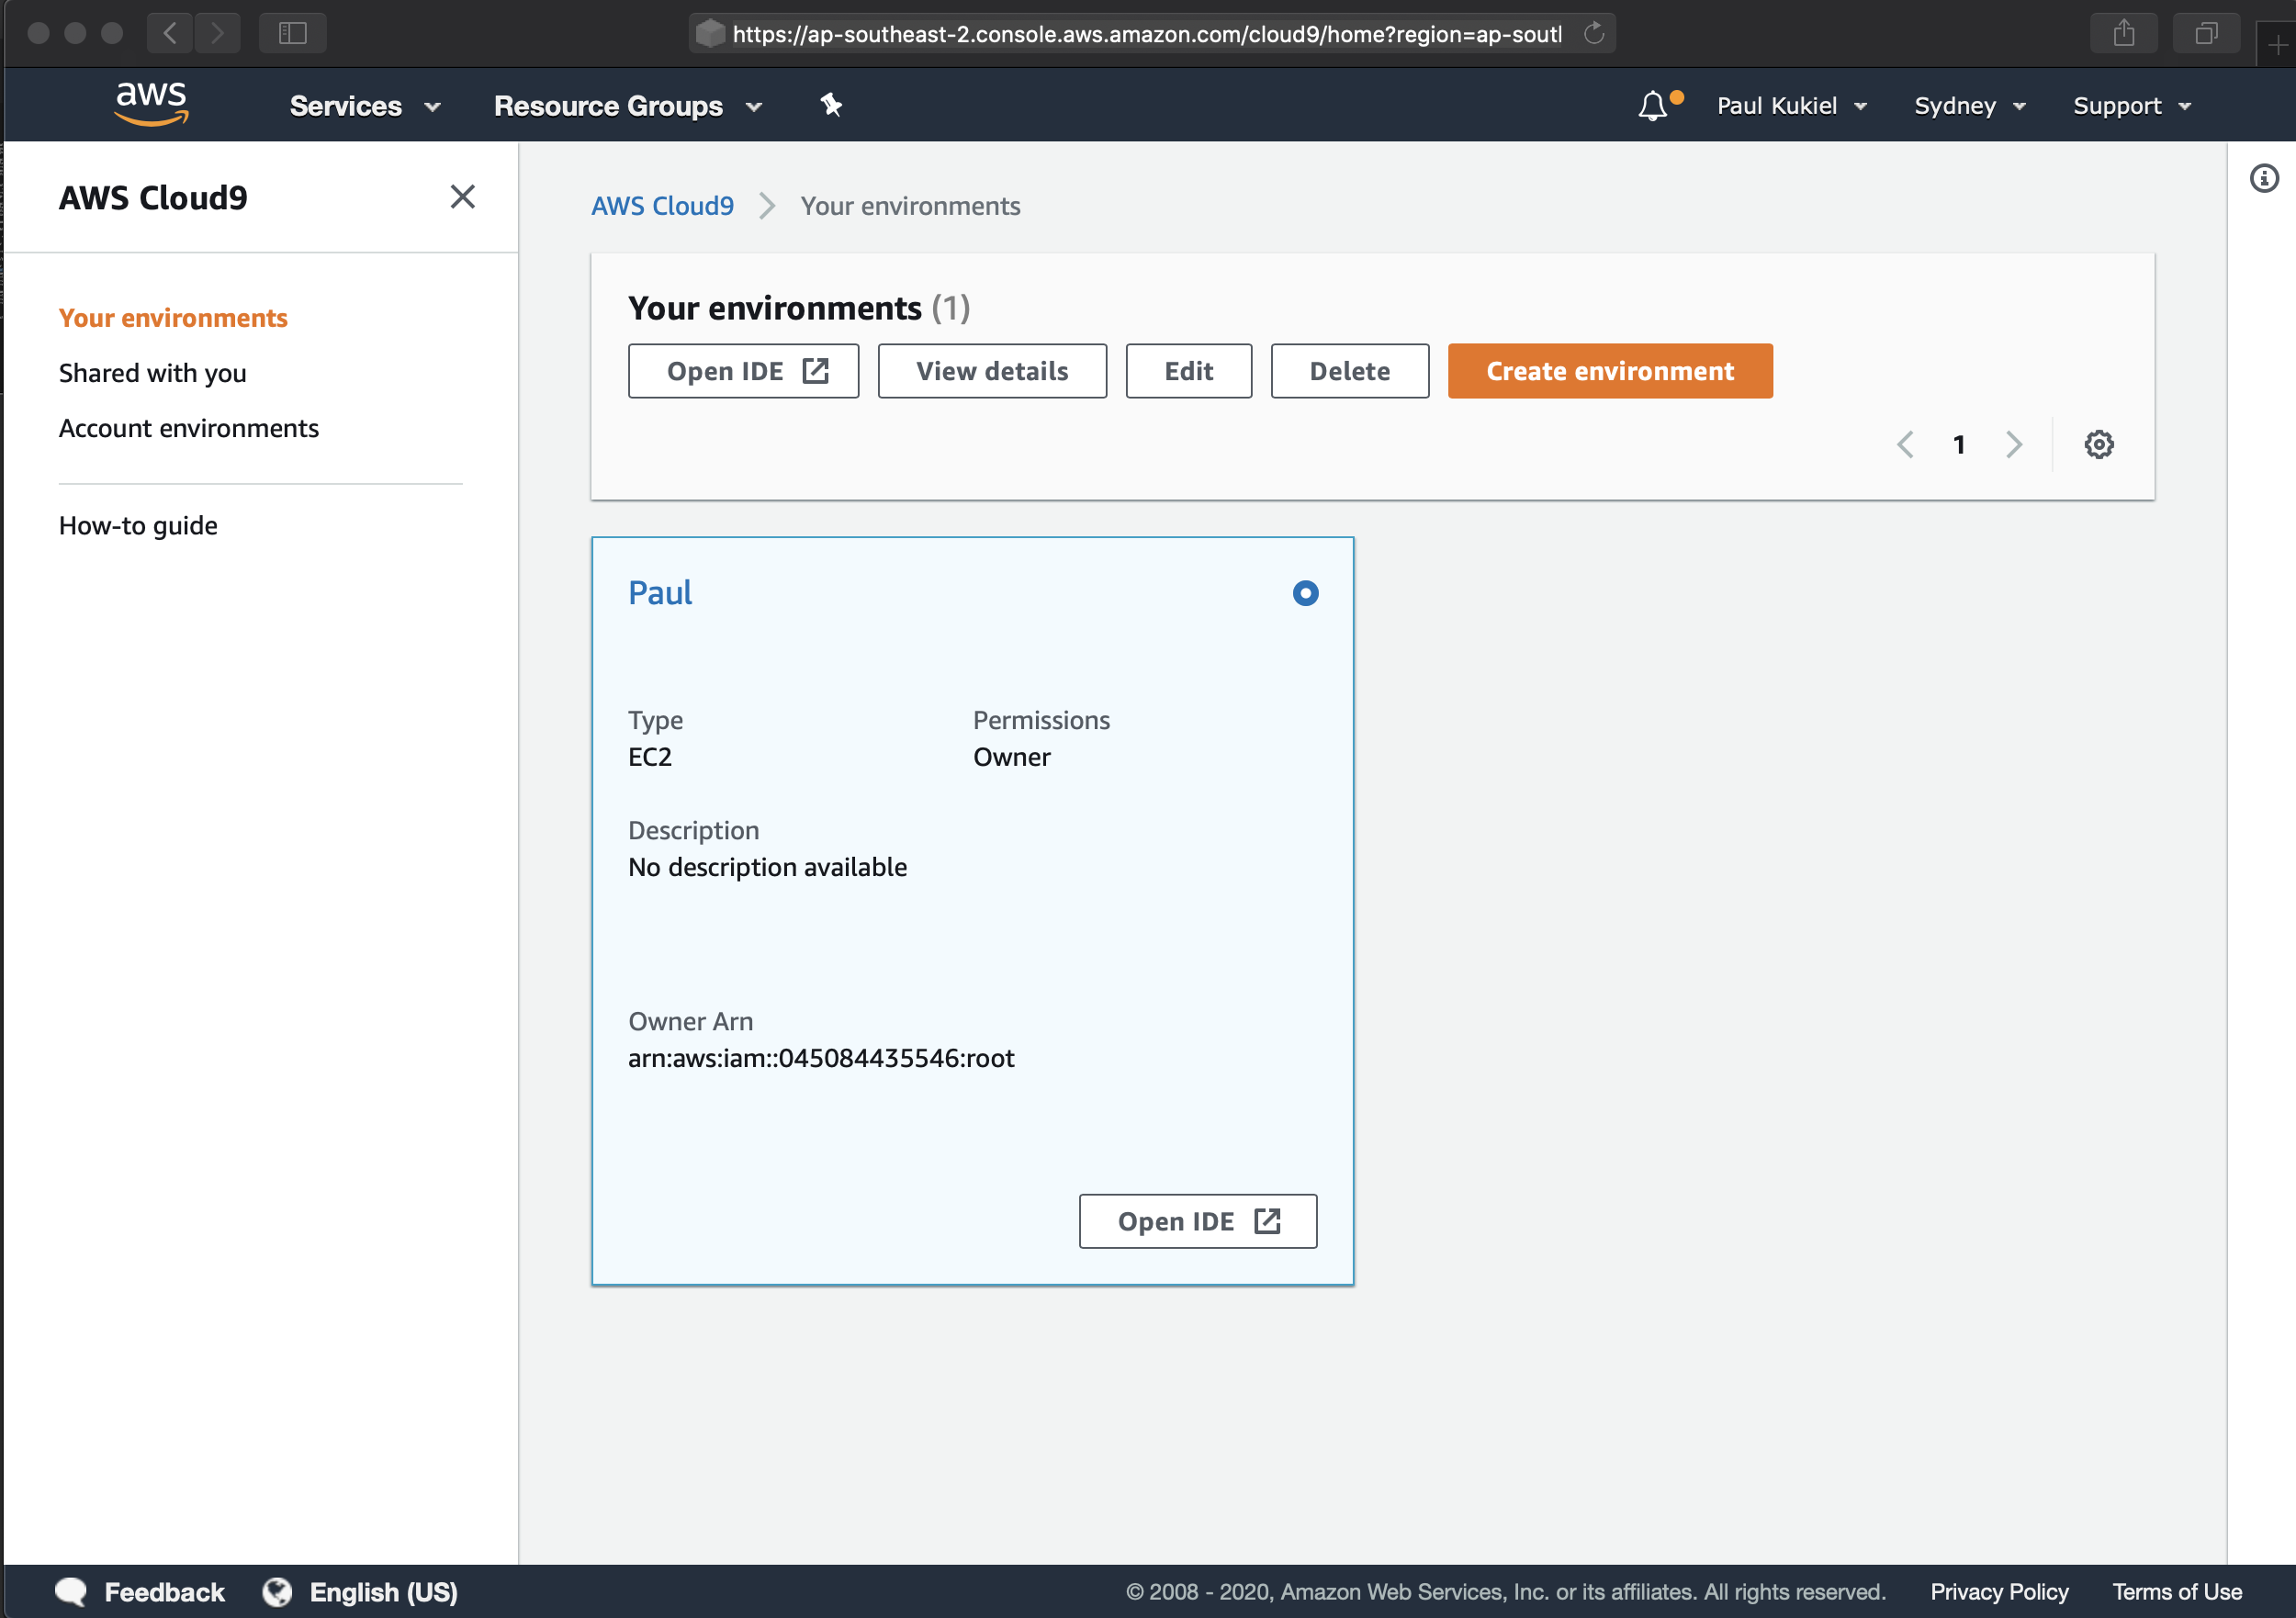 https://ap-southeast-2.console.aws.amazon.com/cloud9/home?region=ap-soutl
aws Services Resource Groups Paul Kukiel Sydney Support
AWS Cloud9
Your environments
Shared with you
Account environments
How-to guide
AWS Cloud9 > Your environments
Your environments (1)
Open IDE View details Edit Delete Create environment
1
Paul
Type Permissions
EC2 Owner
Description
No description available
Owner Arn
arn:aws:iam::045084435546:root
Open IDE
Feedback English (US) © 2008 - 2020, Amazon Web Services, Inc. or its affiliates. All rights reserved. Privacy Policy Terms of Use